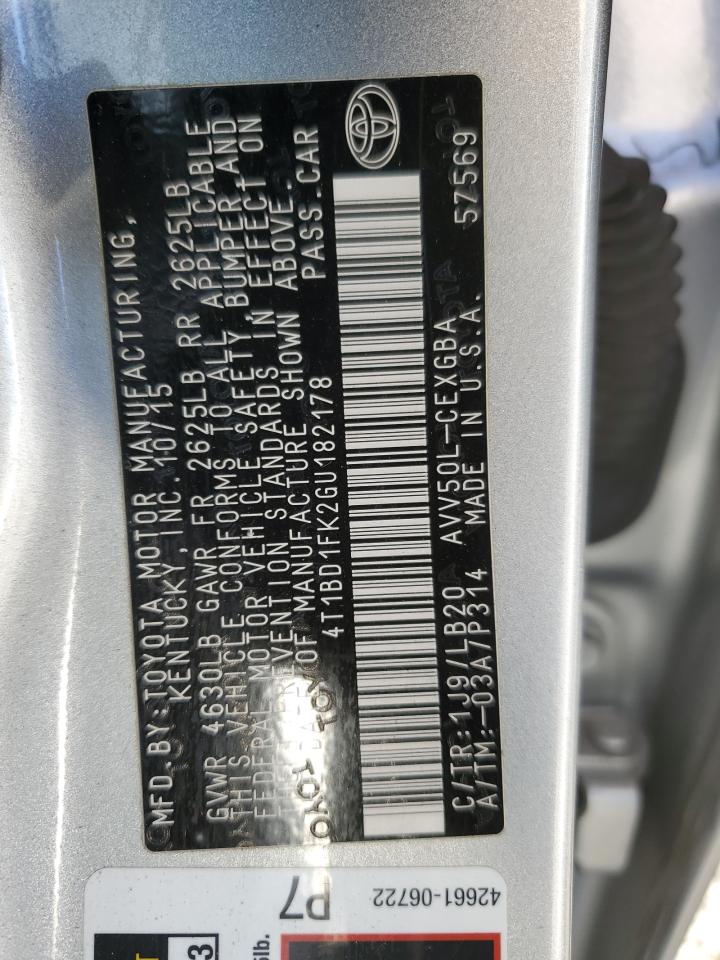 MFD. BY: TOYOTA MOTOR MANUFACTURING,
KENTUCKY, INC. 10/15
GVWR 4630LB GAWR FR 2625LB RR 2625LB
THIS VEHICLE CONFORMS TO ALL APPLICABLE
FEDERAL MOTOR VEHICLE SAFETY, BUMPER, AND
THEFT PREVENTION STANDARDS IN EFFECT ON
OF MANUFACTURE SHOWN ABOVE.
4T1BD1FK2GU182178 PASS.CAR
C/TR:1J9/LB20 AVV50L-CEXGBA 57569
A/TM:-03A/P314 MADE IN U.S.A.
P7
42661-06722